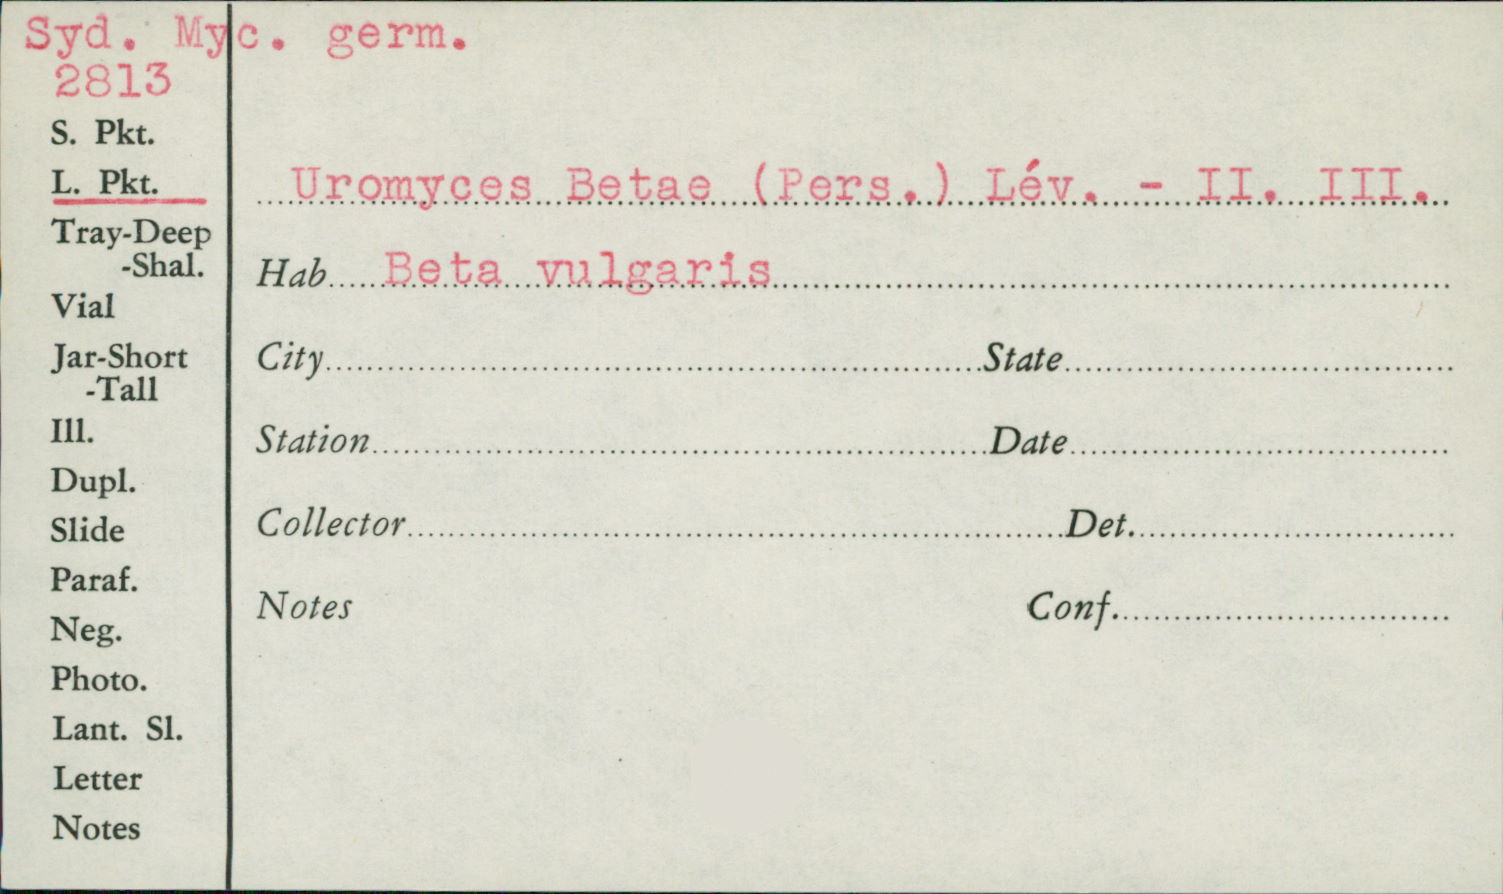 Syd. Myc. germ.
2813
S. Pkt.
L. Pkt.
Tray-Deep
-Shal.
Vial
Jar-Short
-Tall
Ill.
Dupl.
Slide
Paraf.
Neg.
Photo.
Lant. Sl.
Letter
Notes
Uromyces Betae (Pers.) Lév. - II. III.
Hab. Beta vulgaris
City State
Station Date
Collector Det.
Notes Conf.